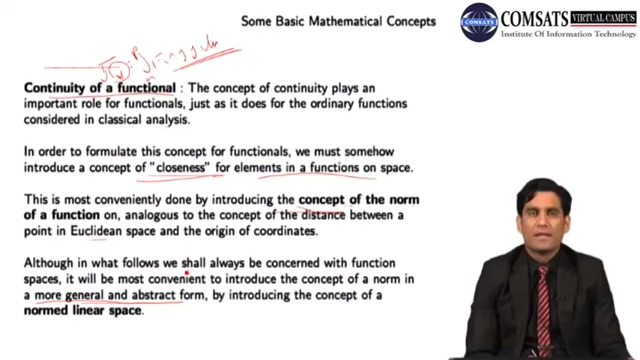 Some Basic Mathematical Concepts
COMSATS VIRTUAL CAMPUS
Institute Of Information Technology
Continuity of a functional : The concept of continuity plays an
important role for functionals, just as it does for the ordinary functions
considered in classical analysis.
In order to formulate this concept for functionals, we must somehow
introduce a concept of "closeness" for elements in a functions on space.
This is most conveniently done by introducing the concept of the norm
of a function on, analogous to the concept of the distance between a
point in Euclidean space and the origin of coordinates.
Although in what follows we shall always be concerned with function
spaces, it will be most convenient to introduce the concept of a norm in
a more general and abstract form, by introducing the concept of a
normed linear space.